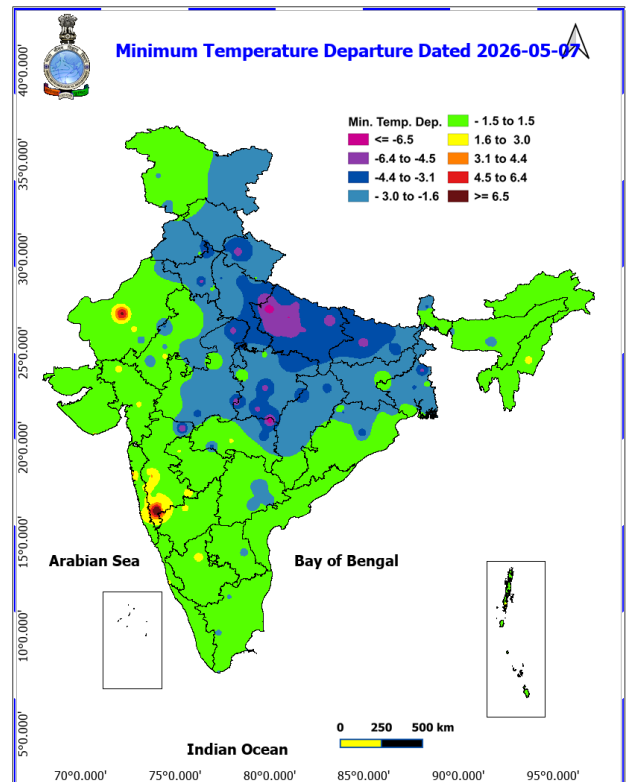 Minimum Temperature Departure Dated 2026-05-07
Min. Temp. Dep.
<= -6.5
-6.4 to -4.5
-4.4 to -3.1
- 3.0 to -1.6
- 1.5 to 1.5
1.6 to 3.0
3.1 to 4.4
4.5 to 6.4
>= 6.5
40°0.000'
35°0.000'
30°0.000'
25°0.000'
20°0.000'
15°0.000'
10°0.000'
5°0.000'
Arabian Sea
Bay of Bengal
Indian Ocean
0 250 500 km
70°0.000' 75°0.000' 80°0.000' 85°0.000' 90°0.000' 95°0.000'